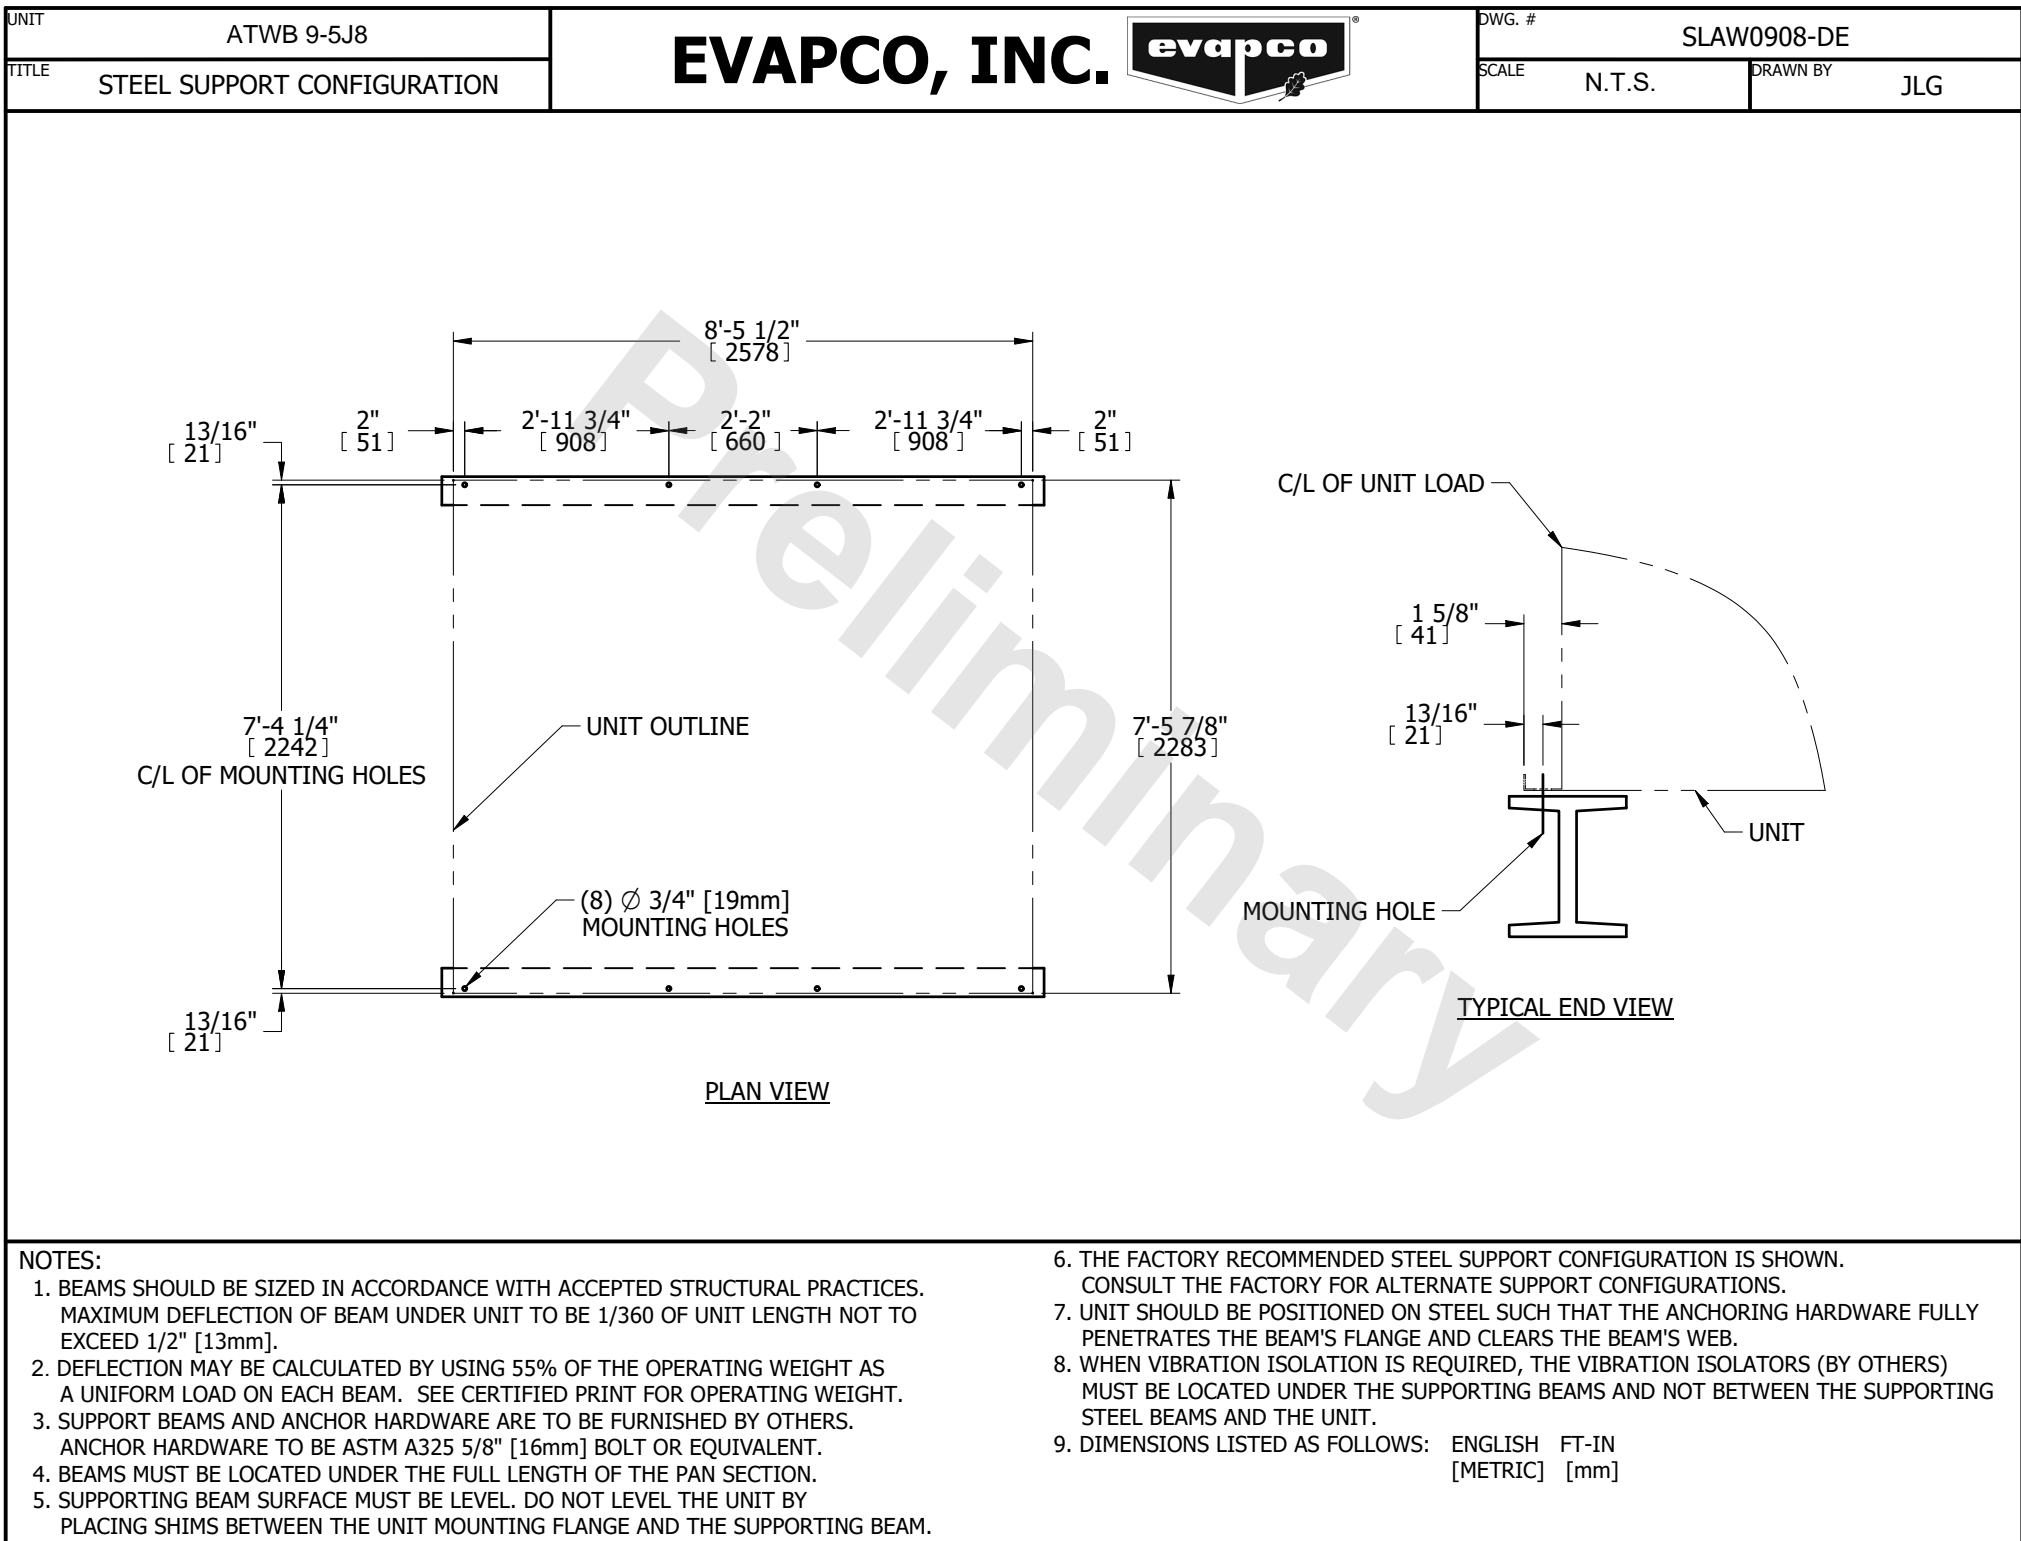 UNIT
ATWB 9-5J8
TITLE
STEEL SUPPORT CONFIGURATION
EVAPCO, INC.
evapco
®
DWG. #
SLAW0908-DE
SCALE
N.T.S.
DRAWN BY
JLG
8'-5 1/2"
[ 2578 ]
13/16"
[ 21 ]
2"
[ 51 ]
2'-11 3/4"
[ 908 ]
2'-2"
[ 660 ]
2'-11 3/4"
[ 908 ]
2"
[ 51 ]
7'-4 1/4"
[ 2242 ]
C/L OF MOUNTING HOLES
UNIT OUTLINE
7'-5 7/8"
[ 2283 ]
(8) ∅ 3/4" [19mm]
MOUNTING HOLES
13/16"
[ 21 ]
PLAN VIEW
C/L OF UNIT LOAD
1 5/8"
[ 41 ]
13/16"
[ 21 ]
UNIT
MOUNTING HOLE
TYPICAL END VIEW
Preliminary
NOTES:
1. BEAMS SHOULD BE SIZED IN ACCORDANCE WITH ACCEPTED STRUCTURAL PRACTICES.
MAXIMUM DEFLECTION OF BEAM UNDER UNIT TO BE 1/360 OF UNIT LENGTH NOT TO
EXCEED 1/2" [13mm].
2. DEFLECTION MAY BE CALCULATED BY USING 55% OF THE OPERATING WEIGHT AS
A UNIFORM LOAD ON EACH BEAM. SEE CERTIFIED PRINT FOR OPERATING WEIGHT.
3. SUPPORT BEAMS AND ANCHOR HARDWARE ARE TO BE FURNISHED BY OTHERS.
ANCHOR HARDWARE TO BE ASTM A325 5/8" [16mm] BOLT OR EQUIVALENT.
4. BEAMS MUST BE LOCATED UNDER THE FULL LENGTH OF THE PAN SECTION.
5. SUPPORTING BEAM SURFACE MUST BE LEVEL. DO NOT LEVEL THE UNIT BY
PLACING SHIMS BETWEEN THE UNIT MOUNTING FLANGE AND THE SUPPORTING BEAM.
6. THE FACTORY RECOMMENDED STEEL SUPPORT CONFIGURATION IS SHOWN.
CONSULT THE FACTORY FOR ALTERNATE SUPPORT CONFIGURATIONS.
7. UNIT SHOULD BE POSITIONED ON STEEL SUCH THAT THE ANCHORING HARDWARE FULLY
PENETRATES THE BEAM'S FLANGE AND CLEARS THE BEAM'S WEB.
8. WHEN VIBRATION ISOLATION IS REQUIRED, THE VIBRATION ISOLATORS (BY OTHERS)
MUST BE LOCATED UNDER THE SUPPORTING BEAMS AND NOT BETWEEN THE SUPPORTING
STEEL BEAMS AND THE UNIT.
9. DIMENSIONS LISTED AS FOLLOWS: ENGLISH FT-IN
[METRIC] [mm]